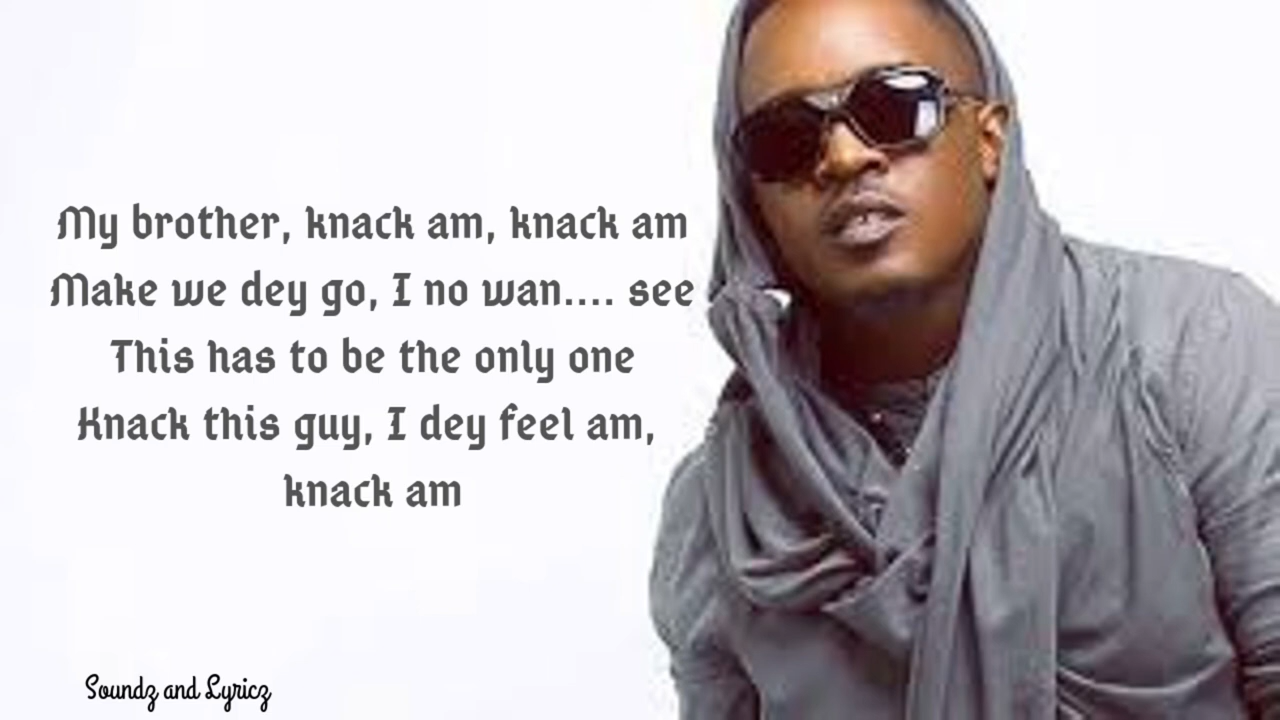 My brother, knack am, knack am
Make we dey go, I no wan.... see
This has to be the only one
Knack this guy, I dey feel am,
knack am
Soundz and Lyricz